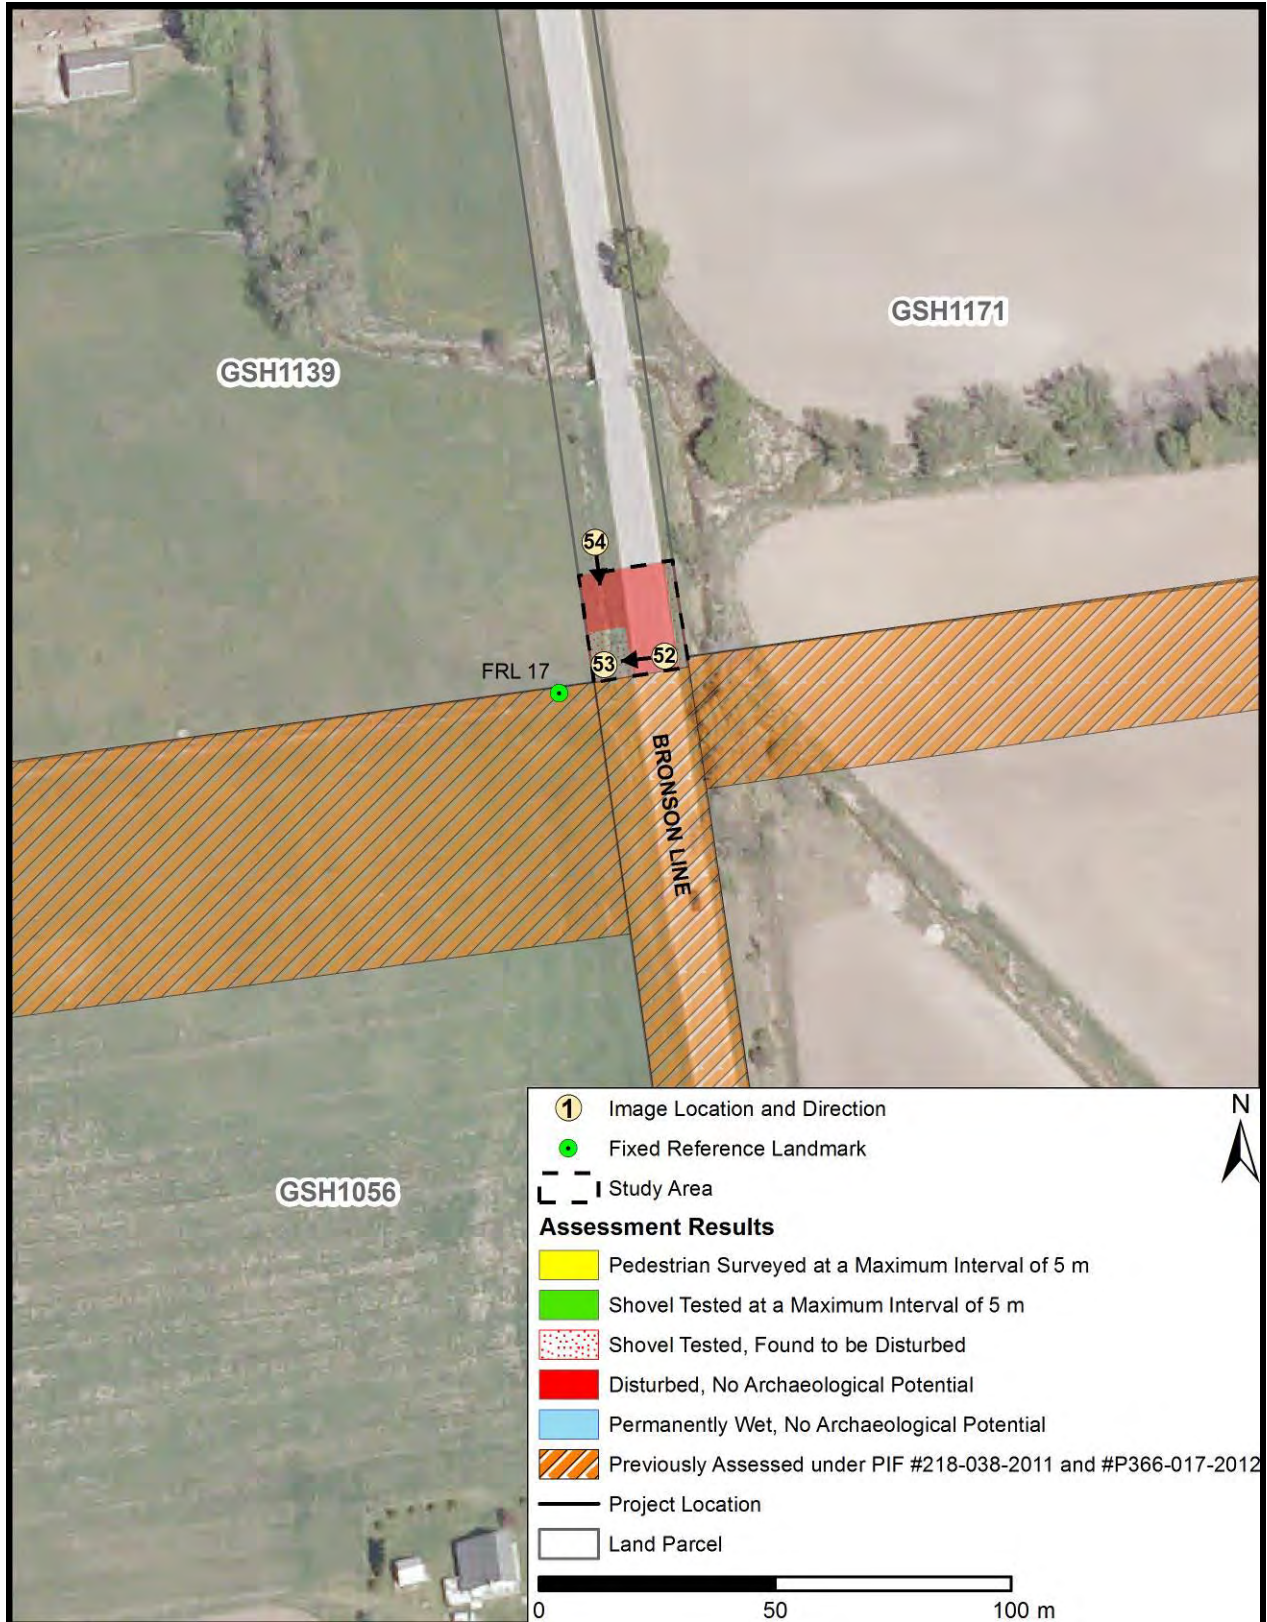 GSH1171
GSH1139
54
FRL 17
53
52
BRONSON LINE
GSH1056
N
1 Image Location and Direction
Fixed Reference Landmark
Study Area
Assessment Results
Pedestrian Surveyed at a Maximum Interval of 5 m
Shovel Tested at a Maximum Interval of 5 m
Shovel Tested, Found to be Disturbed
Disturbed, No Archaeological Potential
Permanently Wet, No Archaeological Potential
Previously Assessed under PIF #218-038-2011 and #P366-017-2012
Project Location
Land Parcel
0 50 100 m